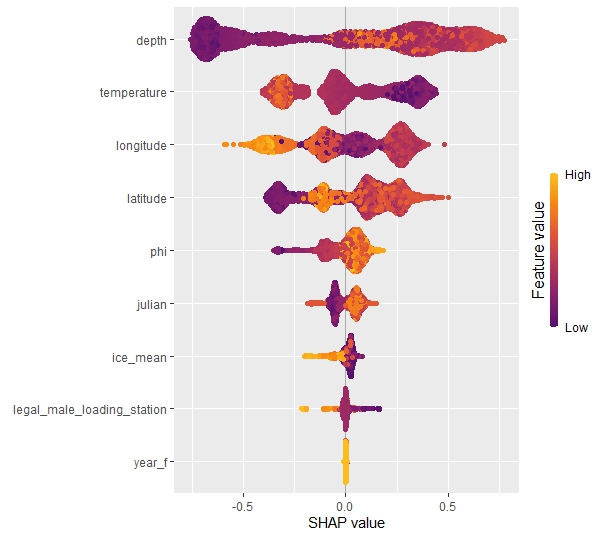 depth
temperature
longitude
latitude
phi
julian
ice_mean
legal_male_loading_station
year_f
-0.5
0.0
0.5
SHAP value
Feature value
High
Low